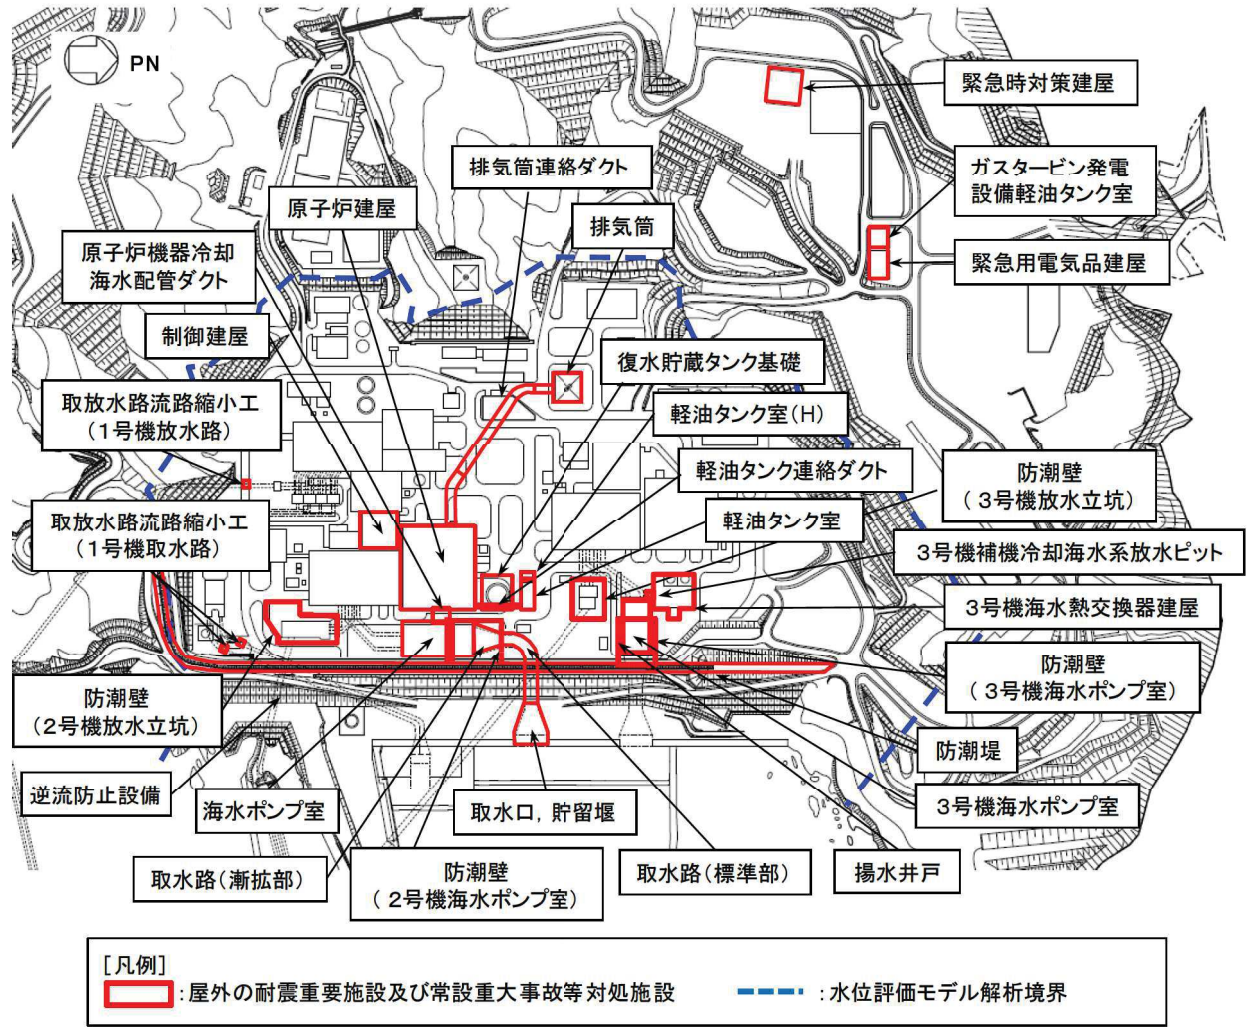 PN
緊急時対策建屋
排気筒連絡ダクト
ガスタービン発電
設備軽油タンク室
原子炉建屋
排気筒
原子炉機器冷却
海水配管ダクト
緊急用電気品建屋
制御建屋
復水貯蔵タンク基礎
取放水路流路縮小工
(1号機放水路)
軽油タンク室(H)
軽油タンク連絡ダクト
防潮壁
(3号機放水立坑)
取放水路流路縮小工
(1号機取水路)
軽油タンク室
3号機補機冷却海水系放水ピット
3号機海水熱交換器建屋
防潮壁
(2号機放水立坑)
防潮壁
(3号機海水ポンプ室)
防潮堤
逆流防止設備
海水ポンプ室
取水口,貯留堰
3号機海水ポンプ室
取水路(漸拡部)
防潮壁
(2号機海水ポンプ室)
取水路(標準部)
揚水井戸
[凡例]
:屋外の耐震重要施設及び常設重大事故等対処施設
:水位評価モデル解析境界